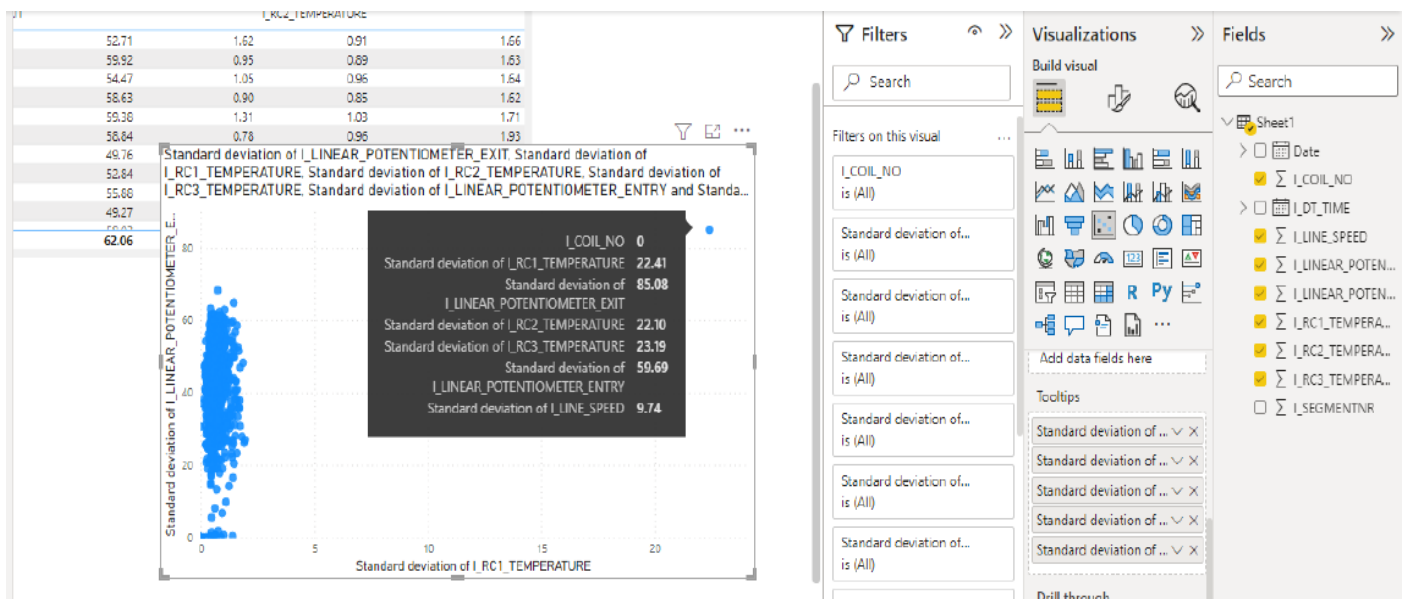 I_RC2_TEMPERATURE
52.71 1.62 0.91 1.66
59.92 0.95 0.89 1.63
54.47 1.05 0.96 1.64
58.63 0.90 0.85 1.62
59.38 1.31 1.03 1.71
58.84 0.78 0.96 1.93
49.76
52.84
55.88
49.27
62.06
Standard deviation of I_LINEAR_POTENTIOMETER_EXIT, Standard deviation of
I_RC1_TEMPERATURE, Standard deviation of I_RC2_TEMPERATURE, Standard deviation of
I_RC3_TEMPERATURE, Standard deviation of I_LINEAR_POTENTIOMETER_ENTRY and Standa...
Standard deviation of I_LINEAR_POTENTIOMETER_E...
80
60
40
20
0
0 5 10 15 20
Standard deviation of I_RC1_TEMPERATURE
I_COIL_NO 0
Standard deviation of I_RC1_TEMPERATURE 22.41
Standard deviation of 85.08
I_LINEAR_POTENTIOMETER_EXIT
Standard deviation of I_RC2_TEMPERATURE 22.10
Standard deviation of I_RC3_TEMPERATURE 23.19
Standard deviation of 59.69
I_LINEAR_POTENTIOMETER_ENTRY
Standard deviation of I_LINE_SPEED 9.74
Filters
Search
Filters on this visual ...
I_COIL_NO
is (All)
Standard deviation of...
is (All)
Standard deviation of...
is (All)
Standard deviation of...
is (All)
Standard deviation of...
is (All)
Standard deviation of...
is (All)
Standard deviation of...
is (All)
Visualizations
Build visual
123
R Py
...
Add data fields here
Tooltips
Standard deviation of ...
Standard deviation of ...
Standard deviation of ...
Standard deviation of ...
Standard deviation of ...
Drill through
Fields
Search
Sheet1
Date
I_COIL_NO
I_DT_TIME
I_LINE_SPEED
I_LINEAR_POTEN...
I_LINEAR_POTEN...
I_RC1_TEMPERA...
I_RC2_TEMPERA...
I_RC3_TEMPERA...
I_SEGMENTNR